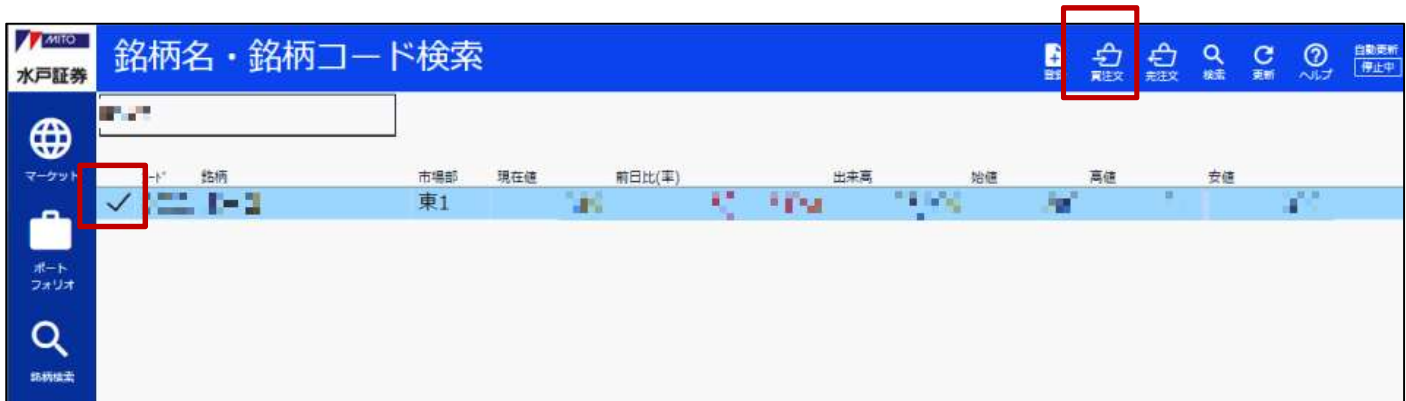 MITO
水戸証券
銘柄名・銘柄コード検索
登録 買注文 売注文 検索 更新 ヘルプ 自動更新
停止中
マーケット
銘柄 市場部 現在値 前日比(率) 出来高 始値 高値 安値
東1
ポート
フォリオ
銘柄検索